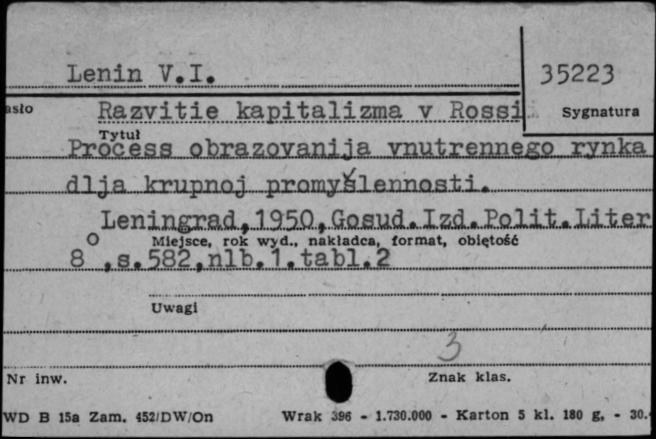 Lenin V.I.
35223
asło
Razvitie kapitalizma v Rossi
Sygnatura
Tytuł
Process obrazovanija vnutrennego rynka
dlja krupnoj promyślennosti.
Leningrad,1950,Gosud.Izd.Polit.Liter
Miejsce, rok wyd., nakładca, format, objętość
8°,s.582,nlb.1.tabl.2
Uwagi
3
Nr inw.
Znak klas.
WD B 15a Zam. 452/DW/On
Wrak 396 - 1.730.000 - Karton 5 kl. 180 g. - 30.